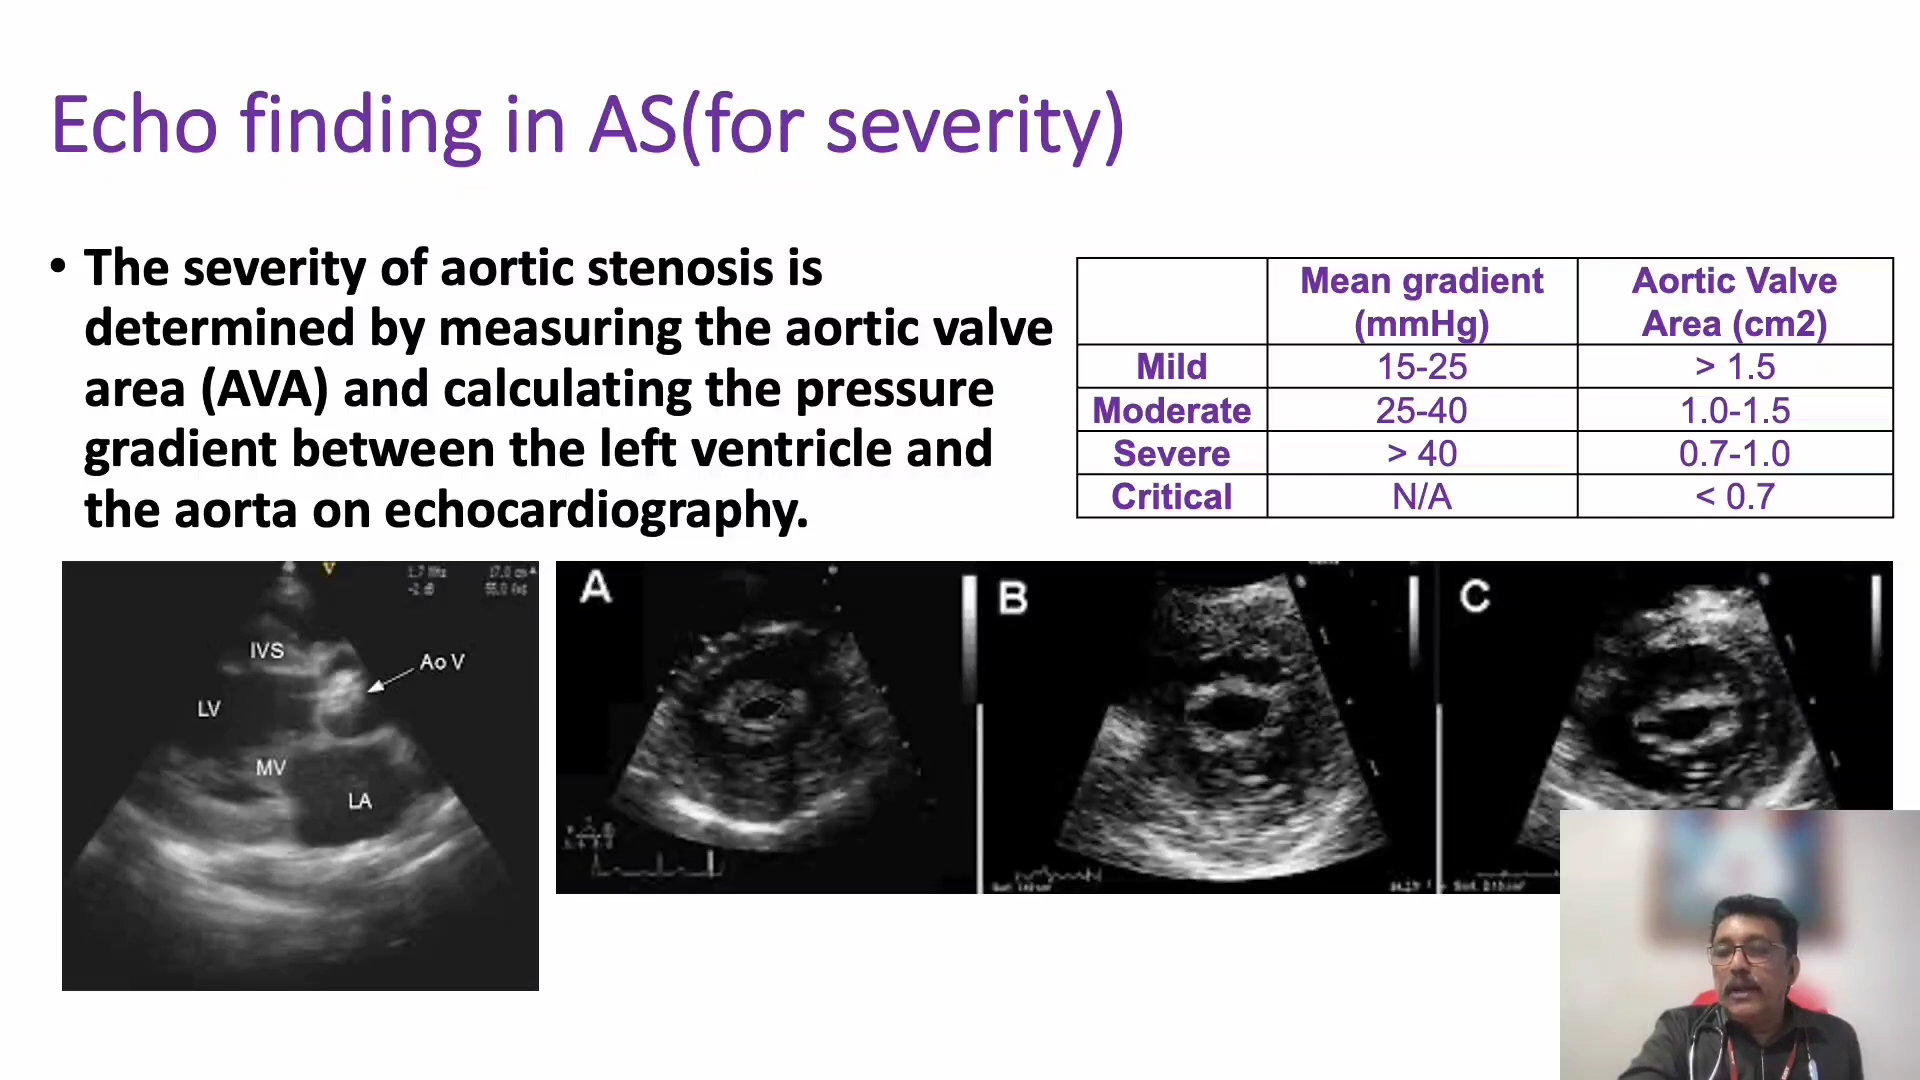 Echo finding in AS(for severity)
• The severity of aortic stenosis is
determined by measuring the aortic valve
area (AVA) and calculating the pressure
gradient between the left ventricle and
the aorta on echocardiography.
Mean gradient (mmHg) Aortic Valve Area (cm2)
Mild 15-25 > 1.5
Moderate 25-40 1.0-1.5
Severe > 40 0.7-1.0
Critical N/A < 0.7
V
IVS
Ao V
LV
MV
LA
A
B
C